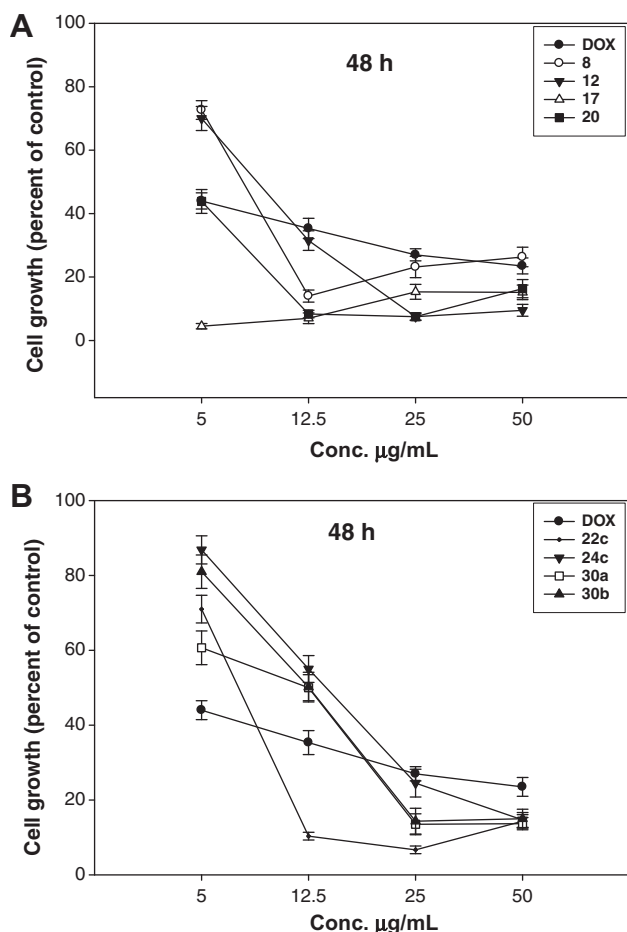 A
48 h
DOX
8
12
17
20
100
80
60
40
20
0
Cell growth (percent of control)
5 12.5 25 50
Conc. μg/mL
B
48 h
DOX
22c
24c
30a
30b
100
80
60
40
20
0
Cell growth (percent of control)
5 12.5 25 50
Conc. μg/mL